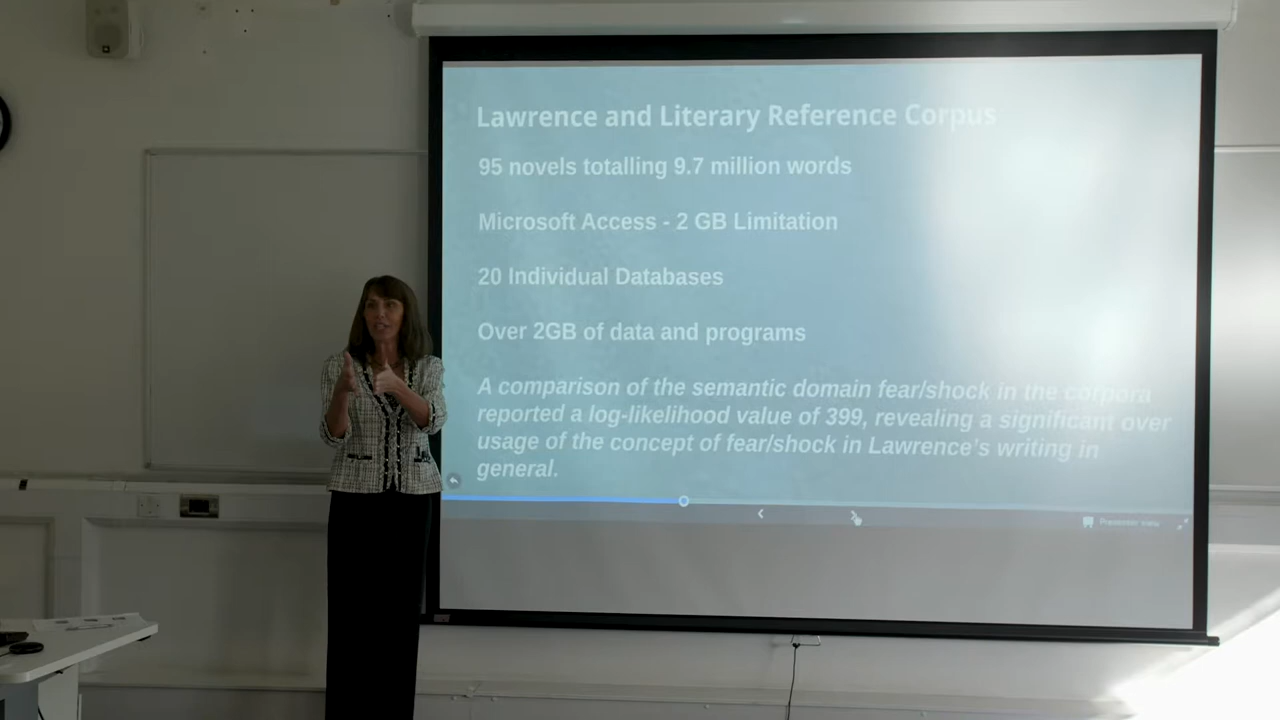 Lawrence and Literary Reference Corpus
95 novels totalling 9.7 million words
Microsoft Access - 2 GB Limitation
20 Individual Databases
Over 2GB of data and programs
A comparison of the semantic domain fear/shock in the corpora
reported a log-likelihood value of 399, revealing a significant over
usage of the concept of fear/shock in Lawrence's writing in
general.
Presenter view